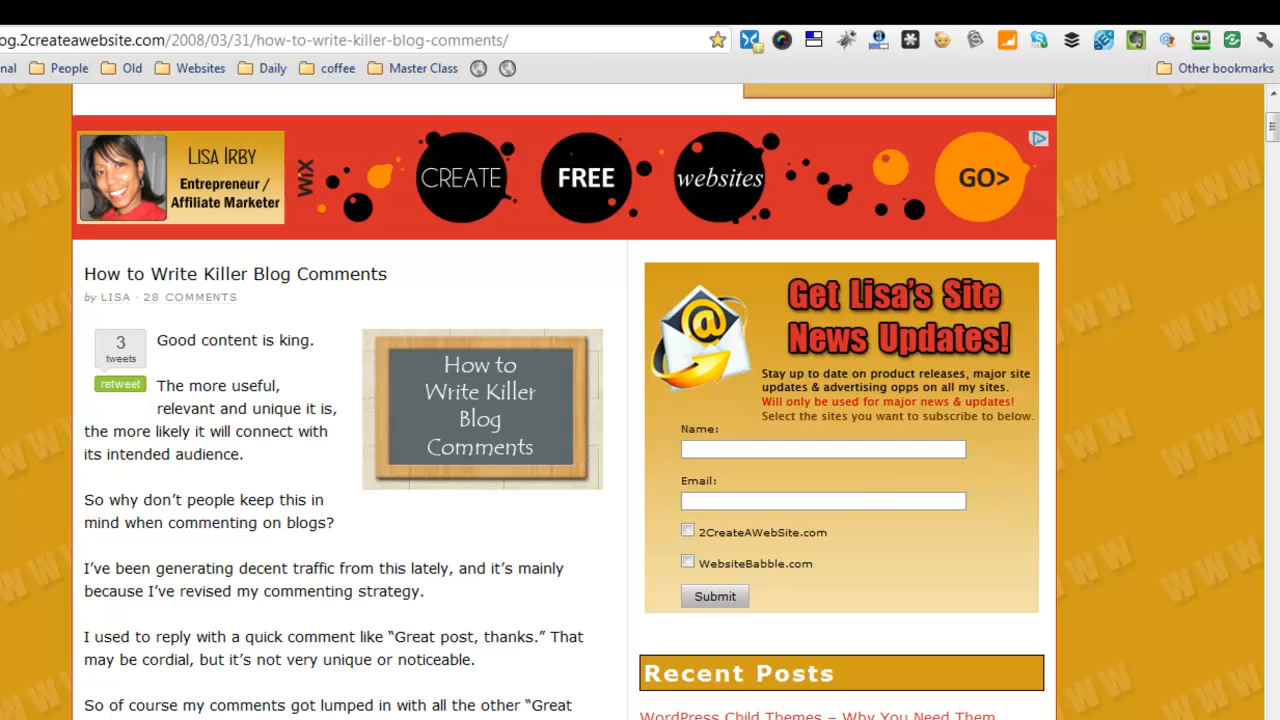 og.2createawebsite.com/2008/03/31/how-to-write-killer-blog-comments/
nal People Old Websites Daily coffee Master Class Other bookmarks
LISA IRBY
Entrepreneur /
Affiliate Marketer
WIX
CREATE FREE websites GO>
How to Write Killer Blog Comments
by LISA · 28 COMMENTS
3
tweets
retweet
Good content is king.
The more useful,
relevant and unique it is,
the more likely it will connect with
its intended audience.
How to
Write Killer
Blog
Comments
So why don't people keep this in
mind when commenting on blogs?
I've been generating decent traffic from this lately, and it's mainly
because I've revised my commenting strategy.
I used to reply with a quick comment like “Great post, thanks.” That
may be cordial, but it's not very unique or noticeable.
So of course my comments got lumped in with all the other “Great
Get Lisa's Site
News Updates!
Stay up to date on product releases, major site
updates & advertising opps on all my sites.
Will only be used for major news & updates!
Select the sites you want to subscribe to below.
Name:
Email:
2CreateAWebSite.com
WebsiteBabble.com
Submit
Recent Posts
WordPress Child Themes – Why You Need Them